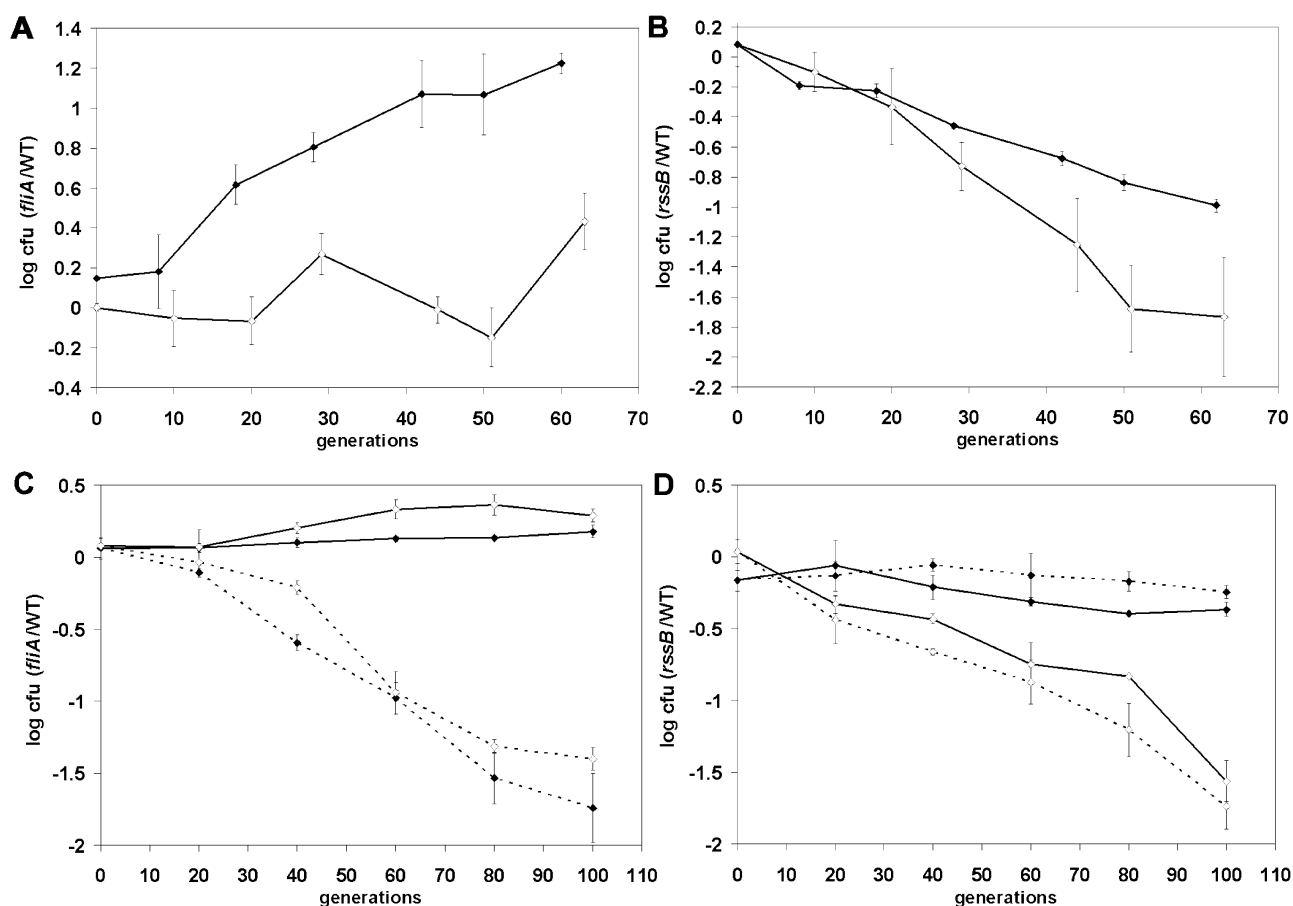 A
log cfu (fliA/WT)
1.4
1.2
1
0.8
0.6
0.4
0.2
0
-0.2
-0.4
0 10 20 30 40 50 60 70
generations
B
log cfu (rssB/WT)
0.2
0
-0.2
-0.4
-0.6
-0.8
-1
-1.2
-1.4
-1.6
-1.8
-2
-2.2
0 10 20 30 40 50 60 70
generations
C
log cfu (fliA/WT)
0.5
0
-0.5
-1
-1.5
-2
0 10 20 30 40 50 60 70 80 90 100 110
generations
D
log cfu (rssB/WT)
0.5
0
-0.5
-1
-1.5
-2
0 10 20 30 40 50 60 70 80 90 100 110
generations